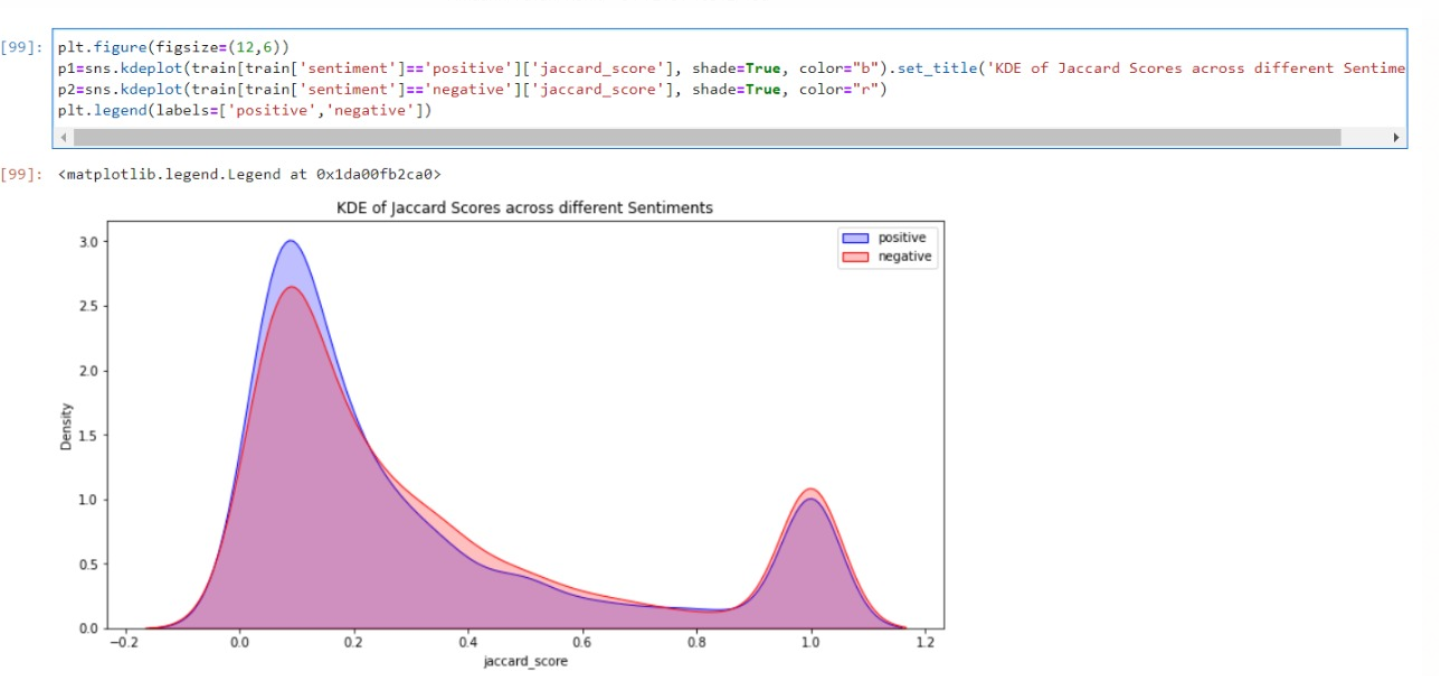 [99]: plt.figure(figsize=(12,6))
p1=sns.kdeplot(train[train['sentiment']=='positive']['jaccard_score'], shade=True, color="b").set_title('KDE of Jaccard Scores across different Sentime
p2=sns.kdeplot(train[train['sentiment']=='negative']['jaccard_score'], shade=True, color="r")
plt.legend(labels=['positive','negative'])
[99]: <matplotlib.legend.Legend at 0x1da00fb2ca0>
KDE of Jaccard Scores across different Sentiments
positive
negative
3.0
2.5
2.0
1.5
1.0
0.5
0.0
Density
−0.2 0.0 0.2 0.4 0.6 0.8 1.0 1.2
jaccard_score